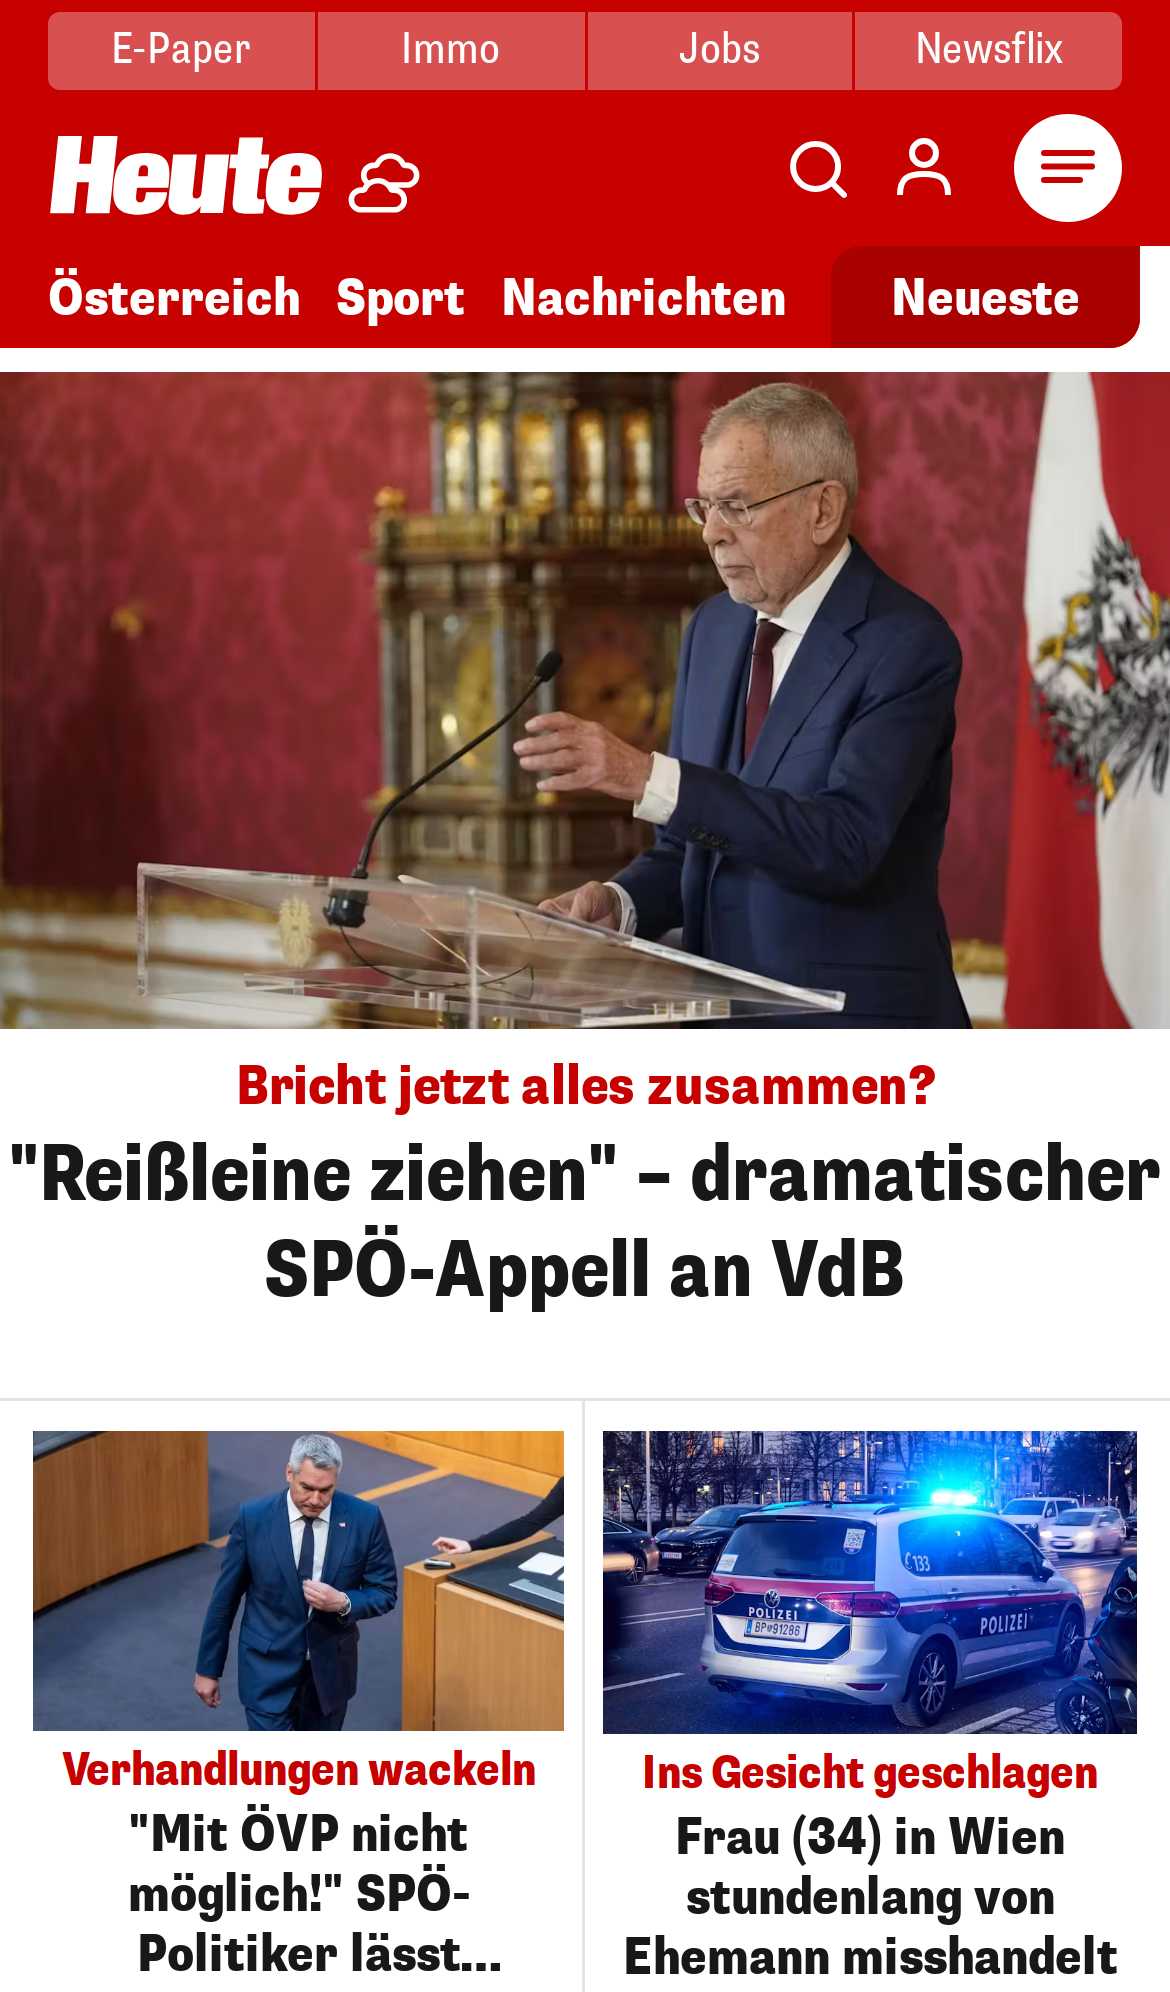 E-Paper
Immo
Jobs
Newsflix
Heute
Österreich
Sport
Nachrichten
Neueste
Bricht jetzt alles zusammen?
"Reißleine ziehen" – dramatischer
SPÖ-Appell an VdB
133
POLIZEI
BP 91286
POLIZEI
Verhandlungen wackeln
"Mit ÖVP nicht
möglich!" SPÖ-
Politiker lässt...
Ins Gesicht geschlagen
Frau (34) in Wien
stundenlang von
Ehemann misshandelt